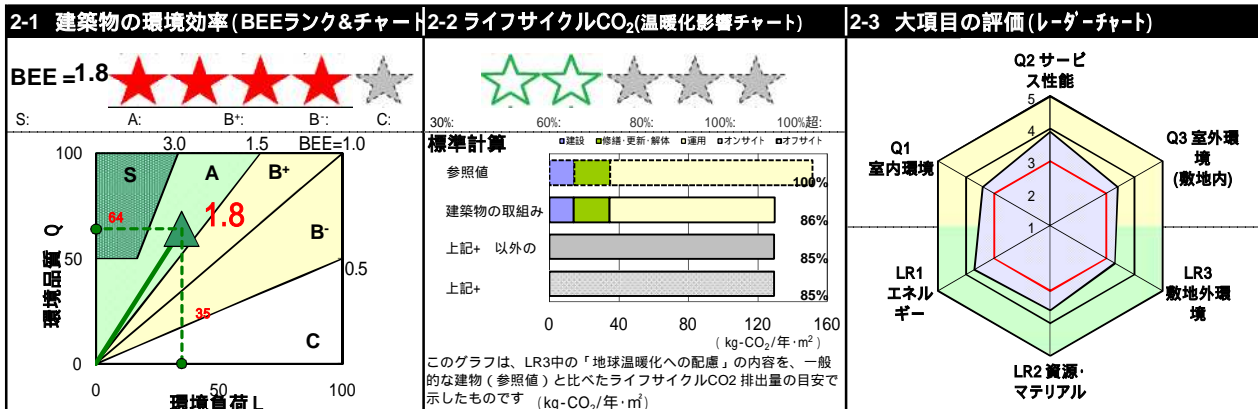 2-1 建築物の環境効率(BEEランク&チャート
BEE =1.8
S: A: B+: B-: C:
3.0 1.5 BEE=1.0
100
S
A
B+
64
1.8
B-
環境品質 Q
50
0.5
35
C
0
0 50 100
環境負荷 L
2-2 ライフサイクルCO2(温暖化影響チャート)
30%: 60%: 80%: 100%: 100%超:
標準計算
建設 修繕・更新・解体 運用 オンサイト オフサイト
参照値
100%
建築物の取組み
86%
上記+ 以外の
85%
上記+
85%
0 40 80 120 160
( kg-CO2/年・m²)
このグラフは、LR3中の「地球温暖化への配慮」の内容を、一般
的な建物(参照値)と比べたライフサイクルCO2 排出量の目安で
示したものです (kg-CO2/年・㎡)
2-3 大項目の評価(レーダーチャート)
Q2 サービ
ス性能
5
4
3
2
1
Q1
室内環境
Q3 室外環
境
(敷地内)
LR1
エネル
ギー
LR3
敷地外環
境
LR2 資源・
マテリアル